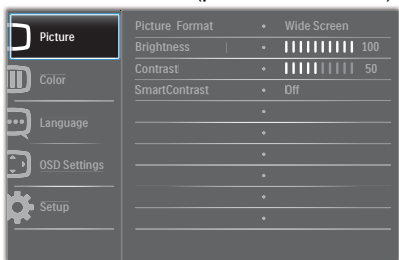 Picture
Color
Language
OSD Settings
Setup
Picture Format • Wide Screen
Brightness • 100
Contrast • 50
SmartContrast • Off
•
•
•
•
•
•